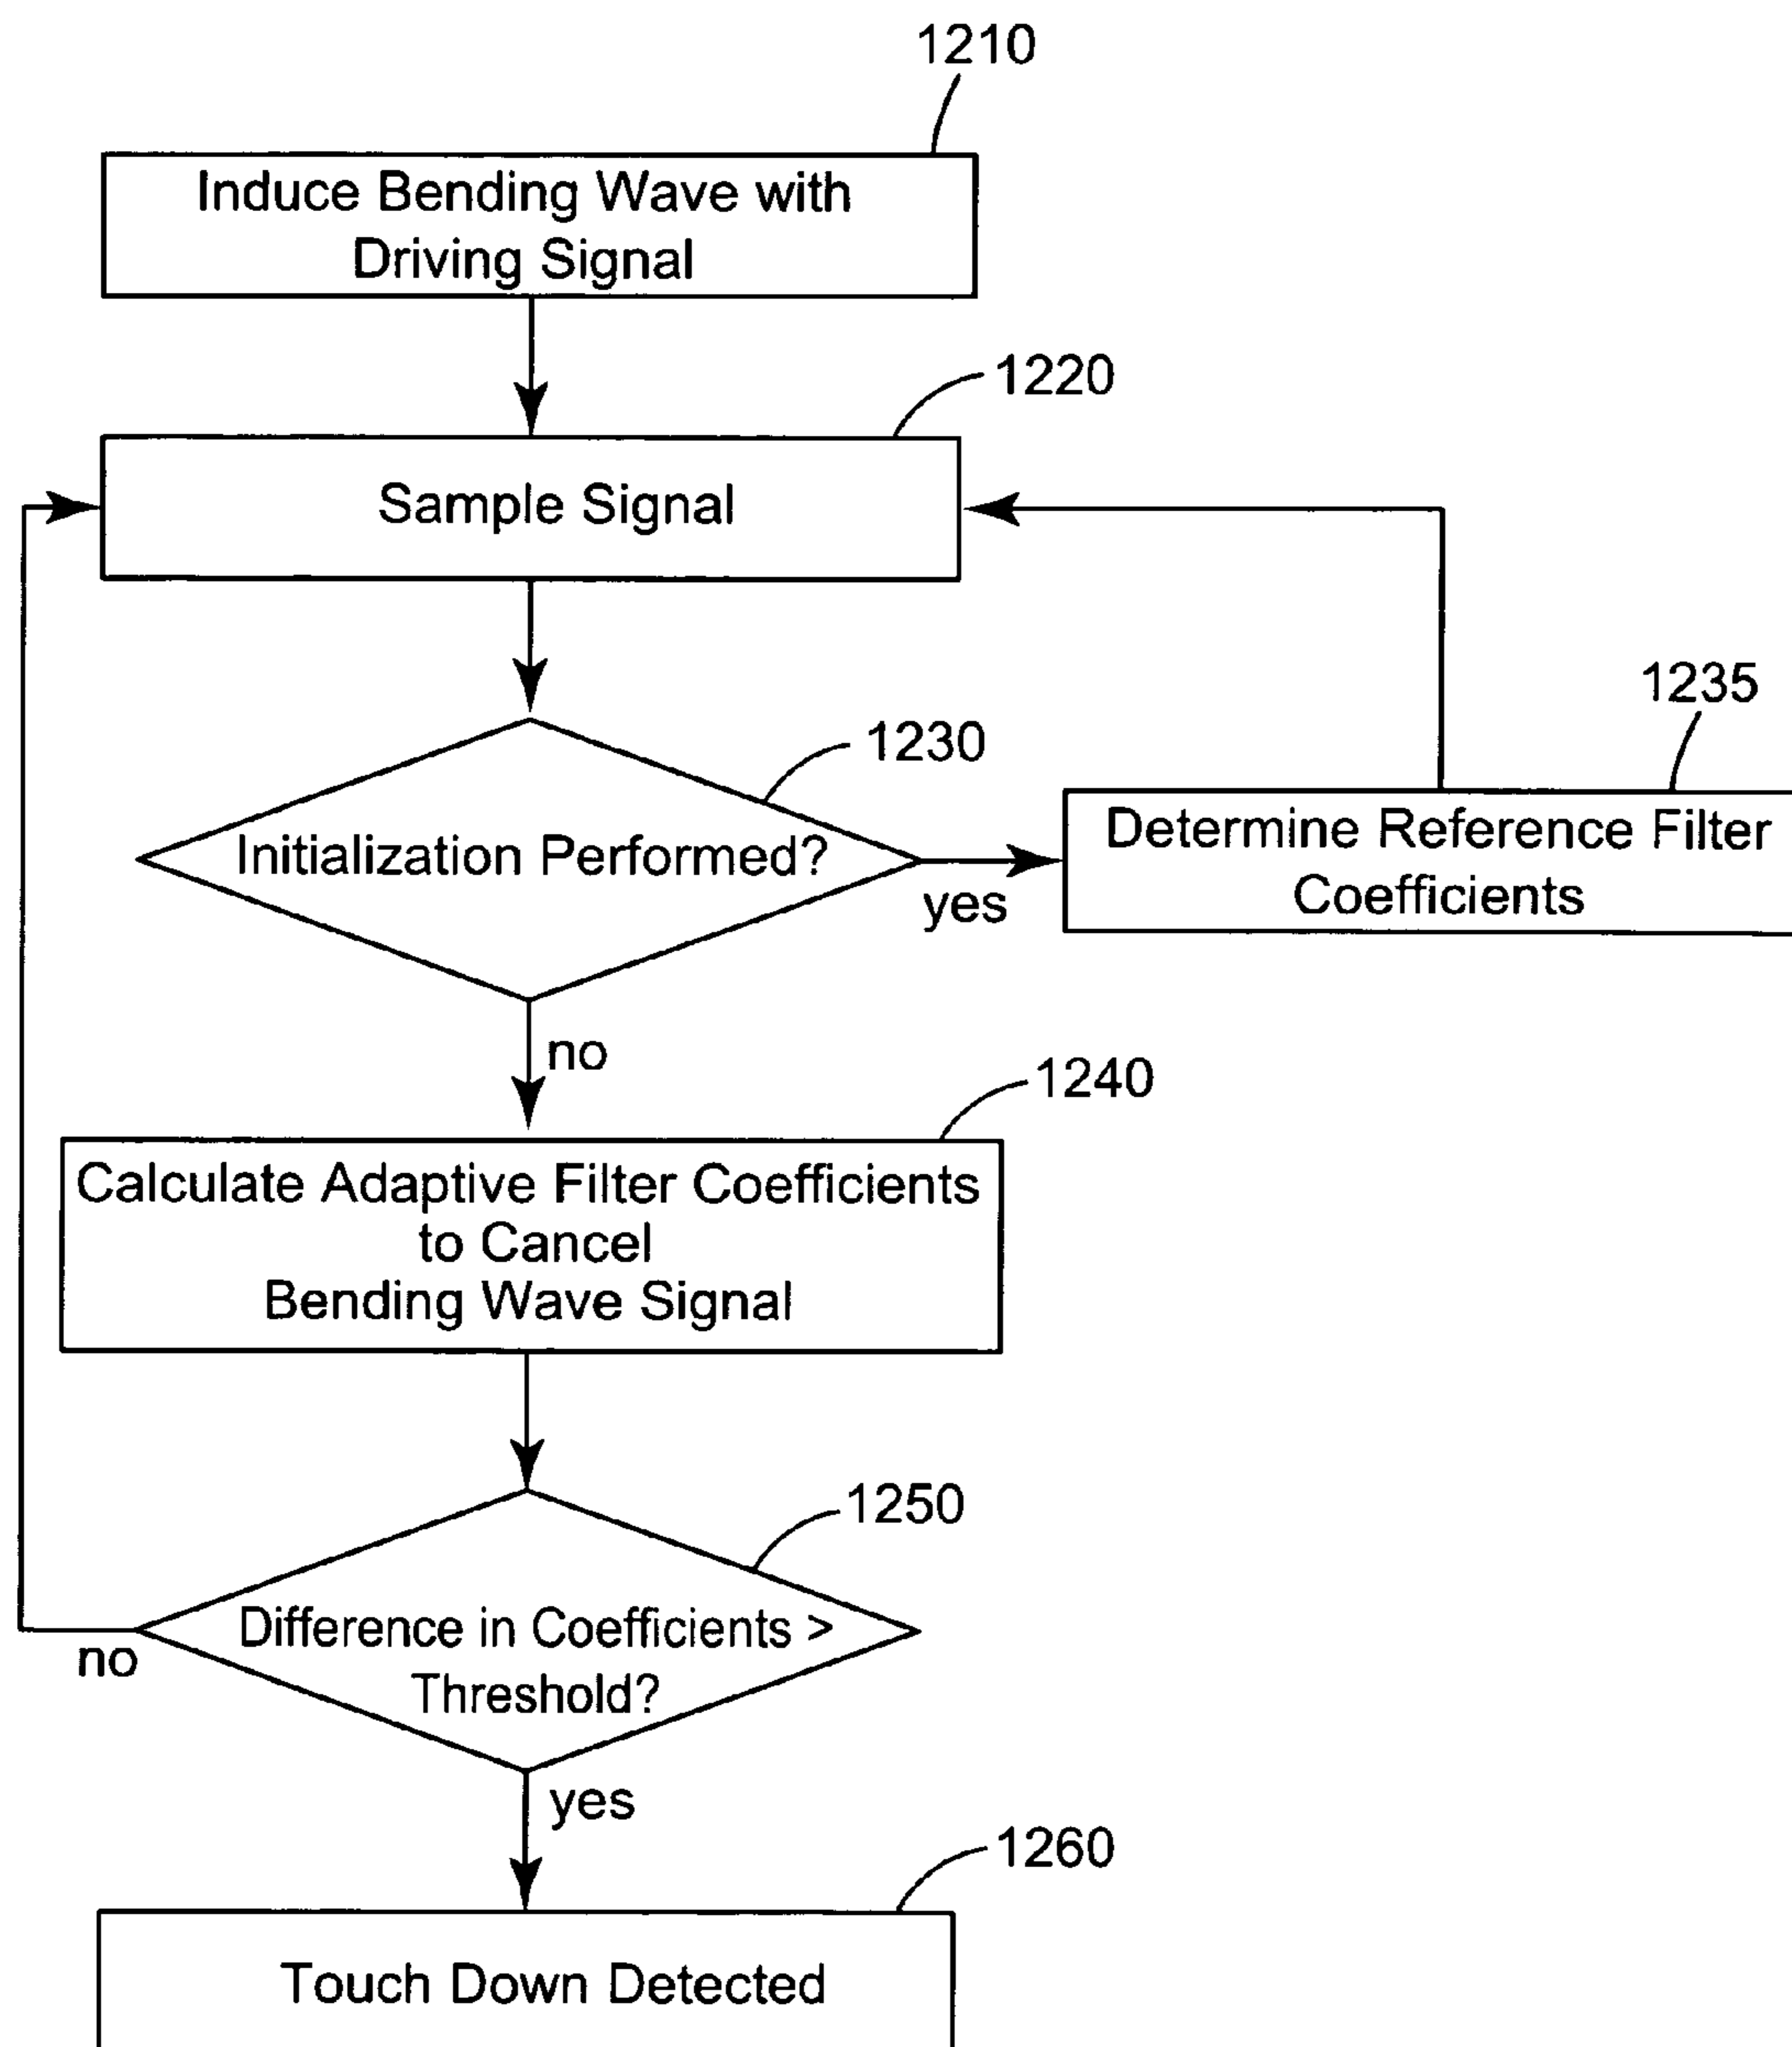 1210
Induce Bending Wave with
Driving Signal
1220
Sample Signal
1230
Initialization Performed?
yes
1235
Determine Reference Filter
Coefficients
no
1240
Calculate Adaptive Filter Coefficients
to Cancel
Bending Wave Signal
1250
Difference in Coefficients >
Threshold?
no
yes
1260
Touch Down Detected